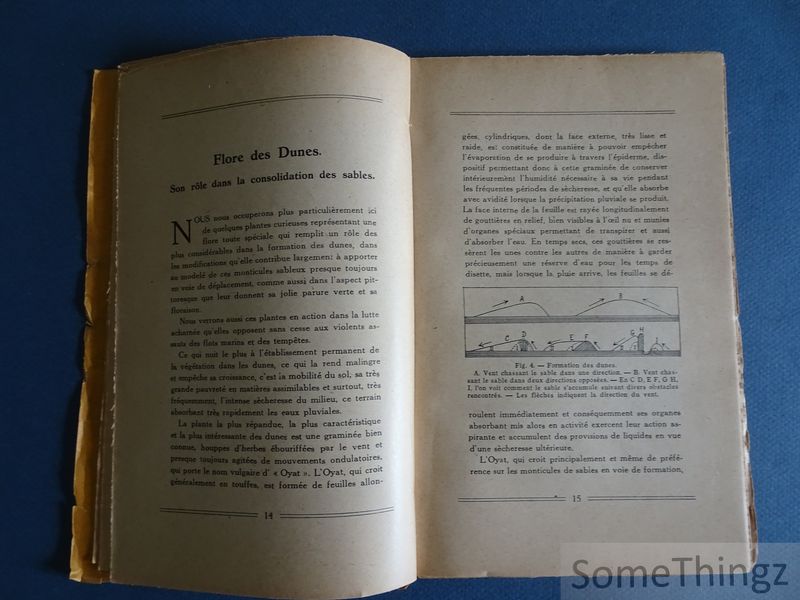 Flore des Dunes.
Son rôle dans la consolidation des sables.
NOUS nous occuperons plus particulièrement ici
de quelques plantes curieuses représentant une
flore toute spéciale qui remplit un rôle des
plus considérables dans la formation des dunes, dans
les modifications qu'elle contribue largement à apporter
au modelé de ces monticules sableux presque toujours
en voie de déplacement, comme aussi dans l'aspect pit-
toresque que leur donnent sa jolie parure verte et sa
floraison.
Nous verrons aussi ces plantes en action dans la lutte
acharnée qu'elles opposent sans cesse aux violents as-
sauts des flots marins et des tempêtes.
Ce qui nuit le plus à l'établissement permanent de
la végétation dans les dunes, ce qui la rend malingre
et empêche sa croissance, c'est la mobilité du sol, sa très
grande pauvreté en matières assimilables et surtout, très
fréquemment, l'intense sècheresse du milieu, ce terrain
absorbant très rapidement les eaux pluviales.
La plante la plus répandue, la plus caractéristique
et la plus intéressante des dunes est une graminée bien
connue, houppes d'herbes ébouriffées par le vent et
presque toujours agitées de mouvements ondulatoires,
qui porte le nom vulgaire d' « Oyat ». L'Oyat, qui croit
généralement en touffes, est formée de feuilles allon-
14
gées, cylindriques, dont la face externe, très lisse et
raide, est constituée de manière à pouvoir empêcher
l'évaporation de se produire à travers l'épiderme, dis-
positif permettant donc à cette graminée de conserver
intérieurement l'humidité nécessaire à sa vie pendant
les fréquentes périodes de sècheresse, et qu'elle absorbe
avec avidité lorsque la précipitation pluviale se produit.
La face interne de la feuille est rayée longitudinalement
de gouttières en relief, bien visibles à l'œil nu et munies
d'organes spéciaux permettant de transpirer et aussi
d'absorber l'eau. En temps secs, ces gouttières se res-
sèrent les unes contre les autres de manière à garder
précieusement une réserve d'eau pour les temps de
disette, mais lorsque la pluie arrive, les feuilles se dé-
A B
C D E F G H I
Fig. 4. — Formation des dunes.
A. Vent chassant le sable dans une direction. — B. Vent chas-
sant le sable dans deux directions opposées. — En C D, E F, G H,
I, l'on voit comment le sable s'accumule suivant divers obstacles
rencontrés. — Les flèches indiquent la direction du vent.
roulent immédiatement et conséquemment ses organes
absorbant mis alors en activité exercent leur action as-
pirante et accumulent des provisions de liquides en vue
d'une sècheresse ultérieure.
L'Oyat, qui croit principalement et même de préfé-
rence sur les monticules de sables en voie de formation,
15
SomeThingz